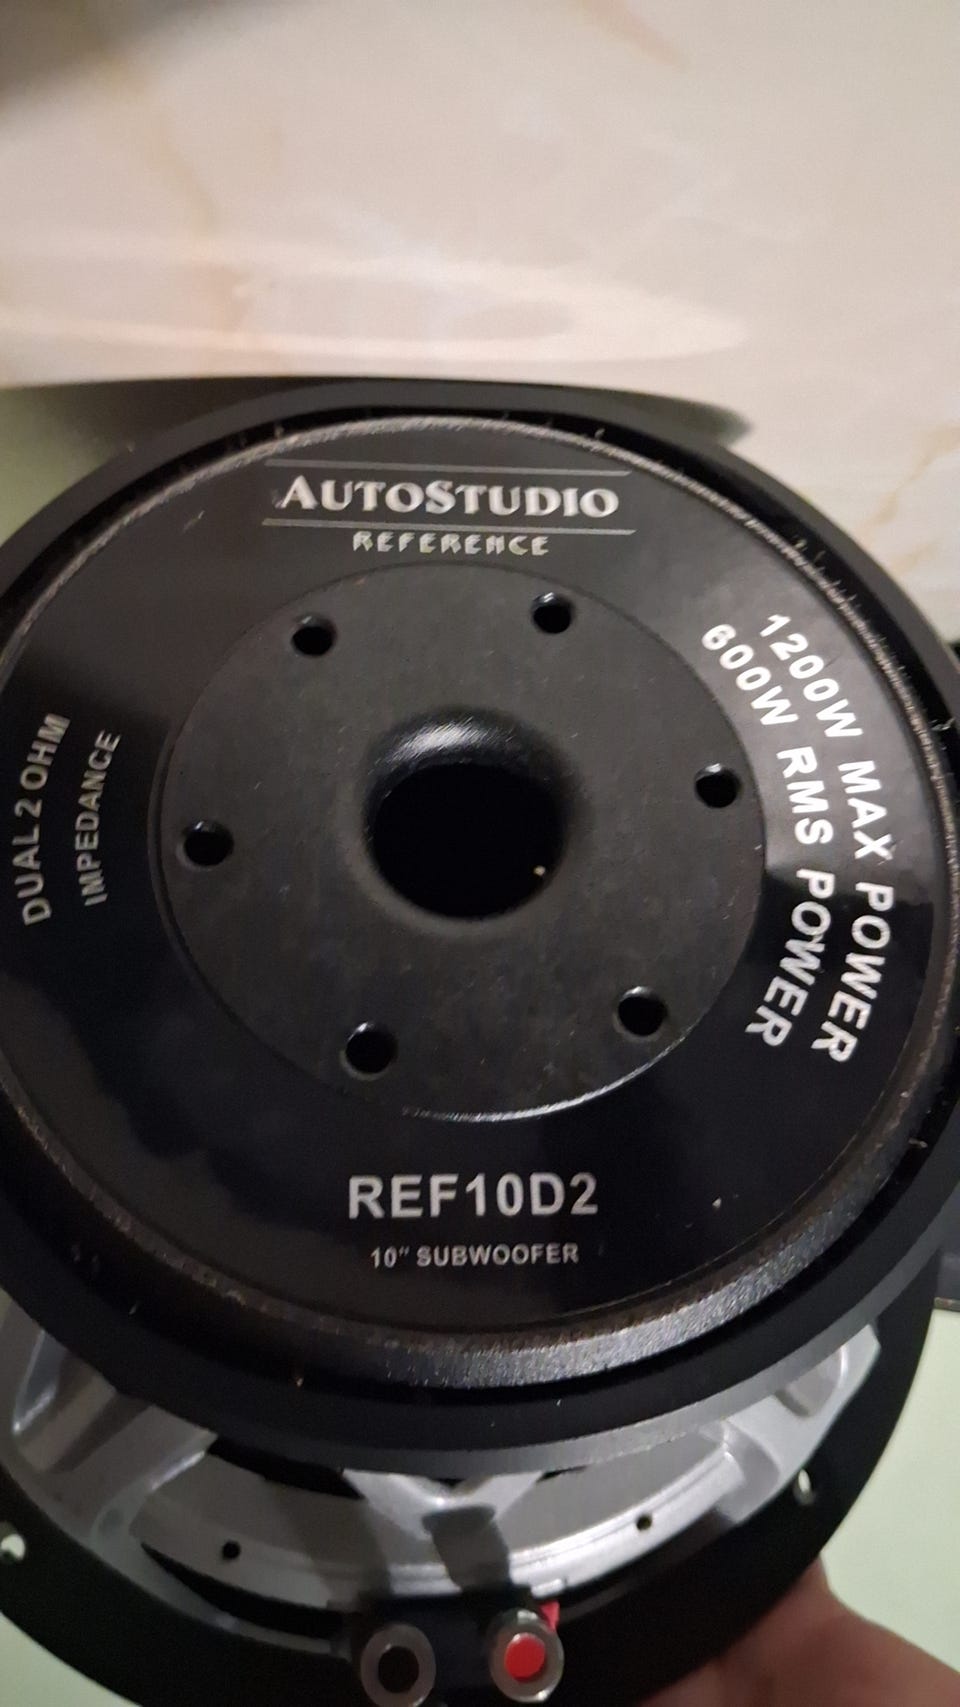 AUTOSTUDIO
REFERENCE
1200W MAX POWER
600W RMS POWER
DUAL 2 OHM
IMPEDANCE
REF10D2
10" SUBWOOFER